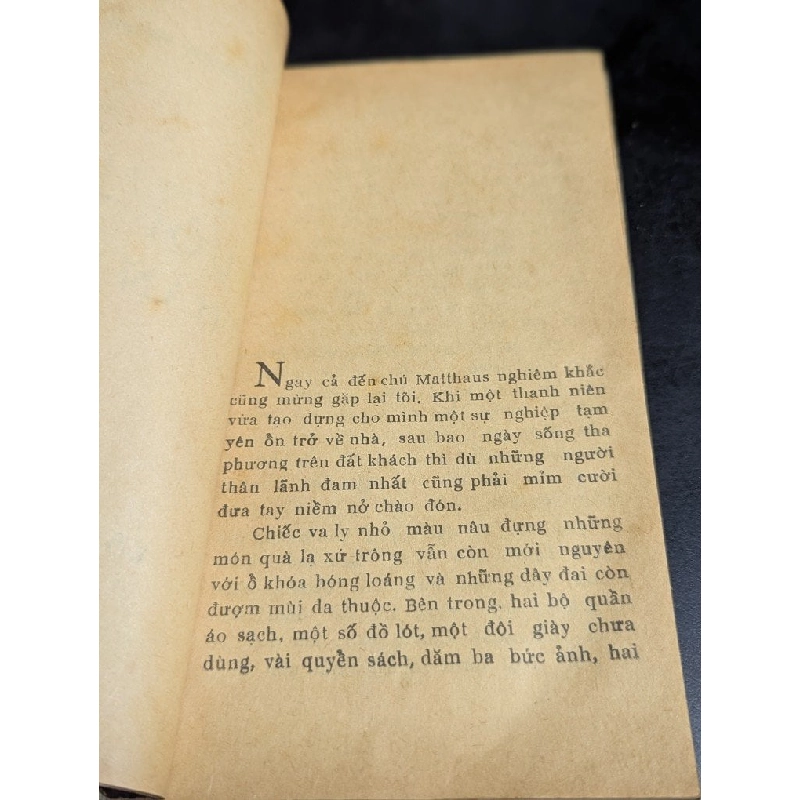 Ngay cả đến chú Matthaus nghiêm khắc
cũng mừng gặp lại tôi. Khi một thanh niên
vừa tạo dựng cho mình một sự nghiệp tạm
yên ổn trở về nhà, sau bao ngày sống tha
phương trên đất khách thì dù những người
thân lãnh đạm nhất cũng phải mỉm cười
đưa tay niềm nở chào đón.
Chiếc va ly nhỏ màu nâu đựng những
món quà lạ xứ trông vẫn còn mới nguyên
với ồ khóa bóng loáng và những dây đai còn
đượm mùi da thuộc. Bên trong, hai bộ quần
áo sạch, một số đồ lót, một đôi giày chưa
dùng, vài quyền sách, dăm ba bức ảnh, hai